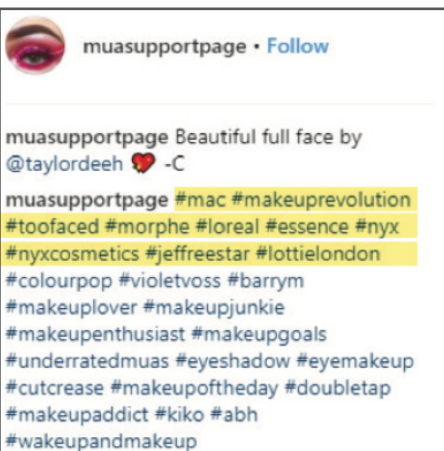 muasupportpage • Follow
muasupportpage Beautiful full face by
@taylordeeh 💖 -C
muasupportpage #mac #makeuprevolution
#toofaced #morphe #loreal #essence #nyx
#nyxcosmetics #jeffreestar #lottielondon
#colourpop #violetvoss #barrym
#makeuplover #makeupjunkie
#makeupenthusiast #makeupgoals
#underratedmuas #eyeshadow #eyemakeup
#cutcrease #makeupoftheday #doubletap
#makeupaddict #kiko #abh
#wakeupandmakeup